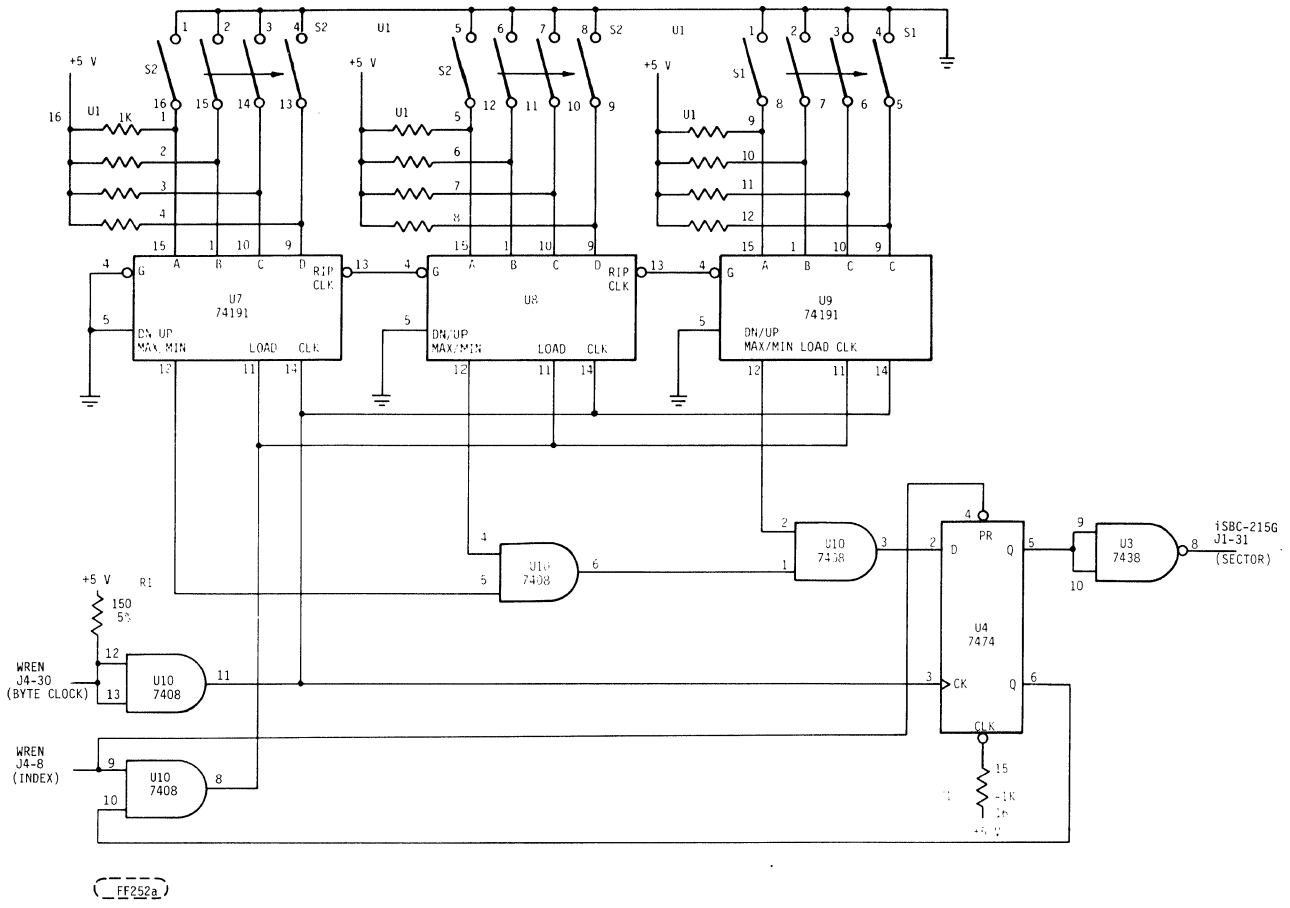 1 2 3 4 S2 U1 5 6 7 8 S2 U1 1 2 3 4 S1
+5 V S2 +5 V S2 +5 V S1
16 15 14 13 12 11 10 9 8 7 6 5
16 U1 1K 1 U1 5 U1 9
2 6 10
3 7 11
4 8 12
15 1 10 9 15 1 10 9 15 1 10 9
4 G A B C D RIP CLK 13 4 G A B C D RIP CLK 13 4 G A B C C
U7 U8 U9
74191 74191
5 DN UP 5 DN/UP 5 DN/UP
MAX/MIN LOAD CLK MAX/MIN LOAD CLK MAX/MIN LOAD CLK
12 11 14 12 11 14 12 11 14
4 PR
2 U10 3 2 D Q 5 9 U3 8 iSBC-215G
1 10 7438 J1-31
(SECTOR)
4 U10 6
5 7408
U4
7474
+5 V R1
150
5%
WREN 12 U10 11 3 CK Q 6
J4-30 13 7408
(BYTE CLOCK)
CLK
WREN 9 U10 8 15
J4-8 10 7408 1K
(INDEX) 16
+5 V
FF252a